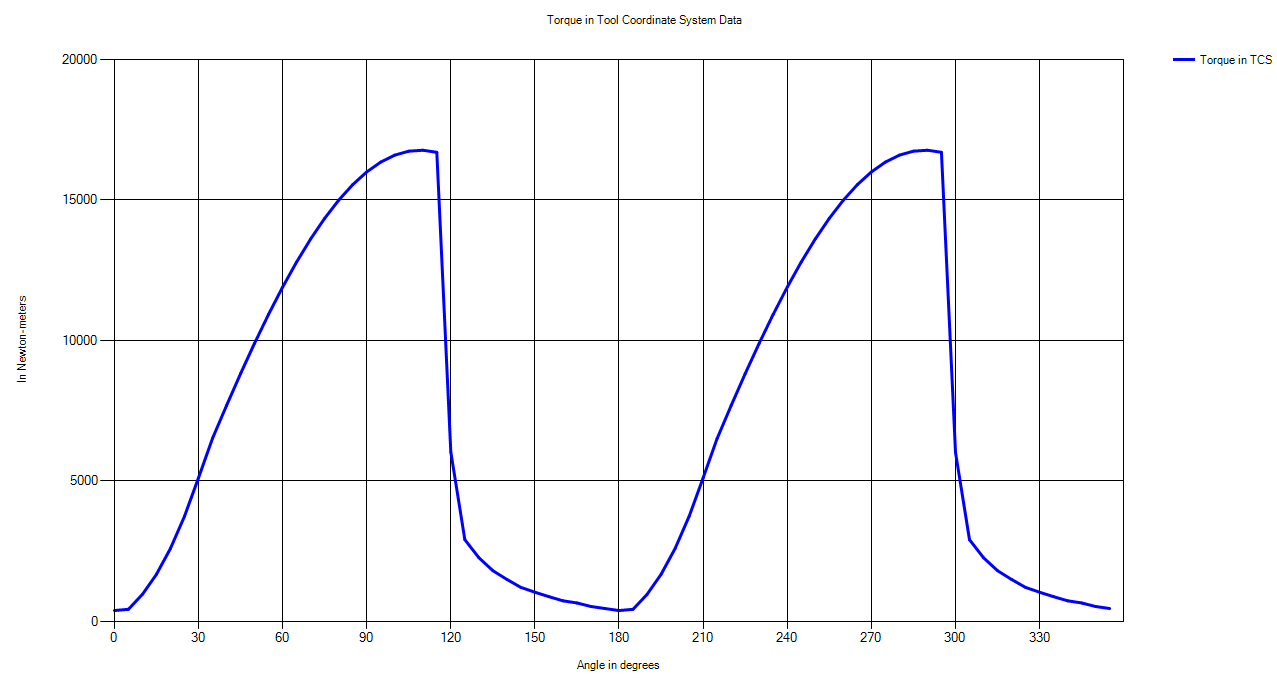 Torque in Tool Coordinate System Data
20000
15000
10000
5000
0
In Newton-meters
0 30 60 90 120 150 180 210 240 270 300 330
Angle in degrees
Torque in TCS